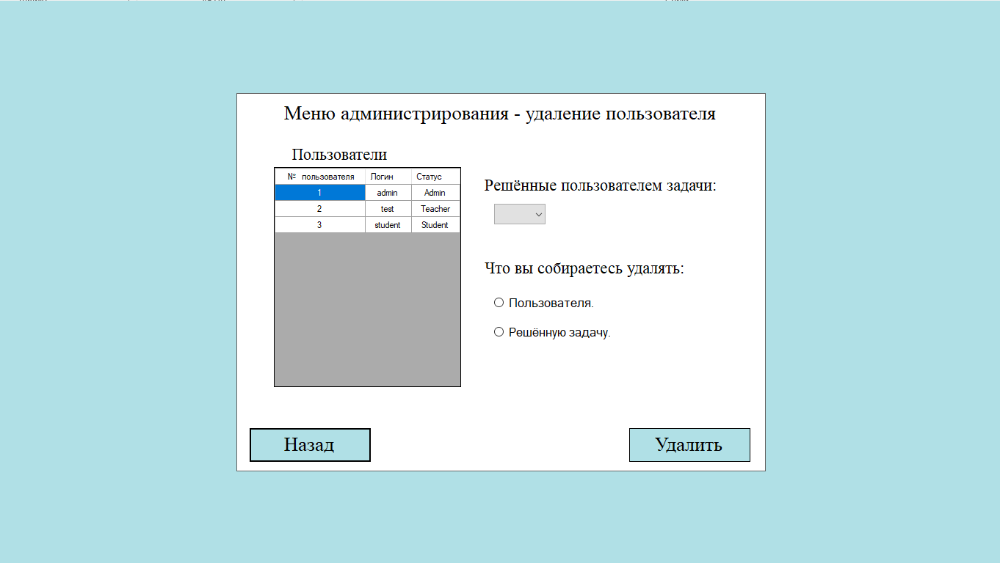 Меню администрирования - удаление пользователя
Пользователи
№ пользователя Логин Статус
1 admin Admin
2 test Teacher
3 student Student
Решённые пользователем задачи:
Что вы собираетесь удалять:
Пользователя.
Решённую задачу.
Назад
Удалить